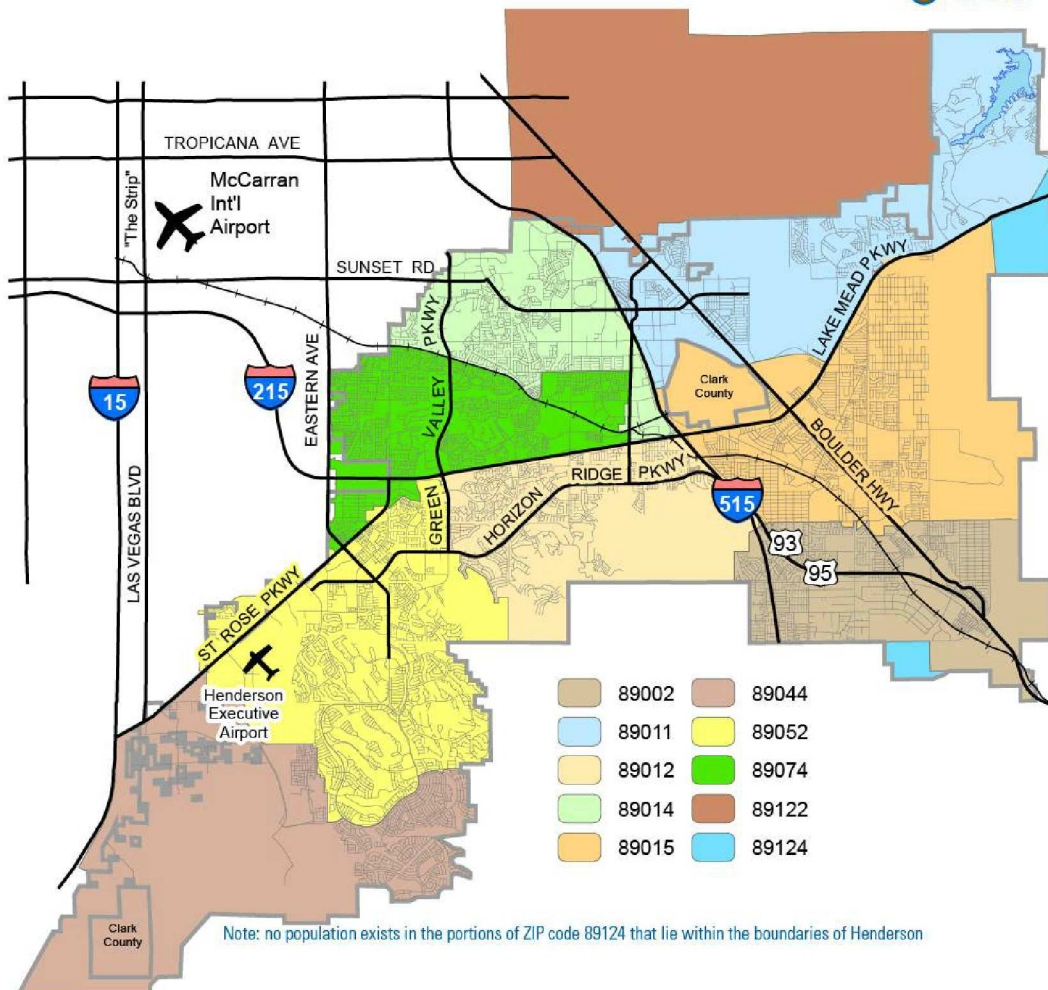 TROPICANA AVE
"The Strip"
McCarran
Int'l
Airport
SUNSET RD
LAKE MEAD PKWY
PKWY
VALLEY
GREEN
EASTERN AVE
15
215
Clark
County
BOULDER HWY
LAS VEGAS BLVD
HORIZON
RIDGE
PKWY
515
93
95
ST. ROSE PKWY
Henderson
Executive
Airport
89002
89044
89011
89052
89012
89074
89014
89122
89015
89124
Clark
County
Note: no population exists in the portions of ZIP code 89124 that lie within the boundaries of Henderson